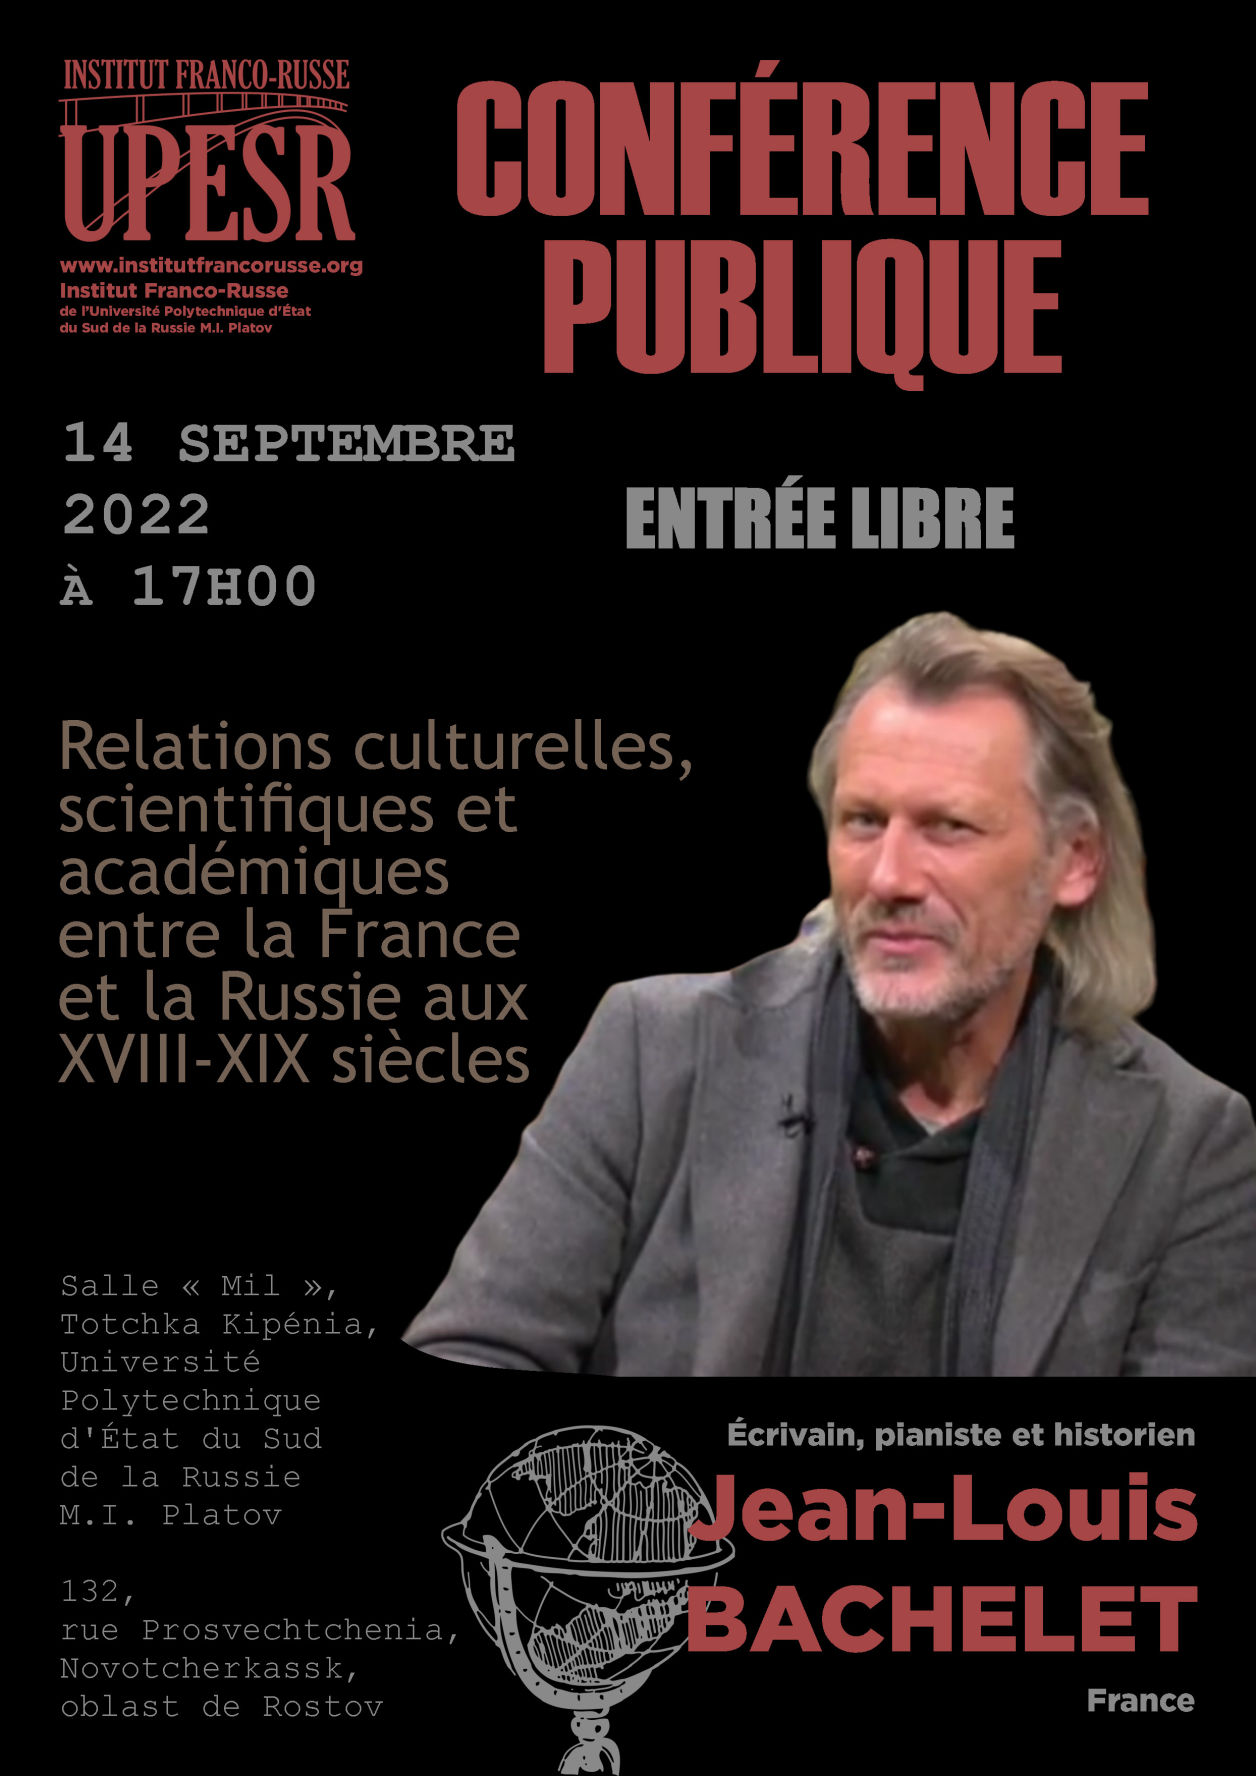 INSTITUT FRANCO-RUSSE
UPESR
www.institutfrancorusse.org
Institut Franco-Russe
de l'Université Polytechnique d'État
du Sud de la Russie M.I. Platov
CONFÉRENCE
PUBLIQUE
14 SEPTEMBRE
2022
À 17H00
ENTRÉE LIBRE
Relations culturelles,
scientifiques et
académiques
entre la France
et la Russie aux
XVIII-XIX siècles
Salle « Mil »,
Totchka Kipénia,
Université
Polytechnique
d'État du Sud
de la Russie
M.I. Platov
132,
rue Prosvechtchenia,
Novotcherkassk,
oblast de Rostov
Écrivain, pianiste et historien
Jean-Louis
BACHELET
France